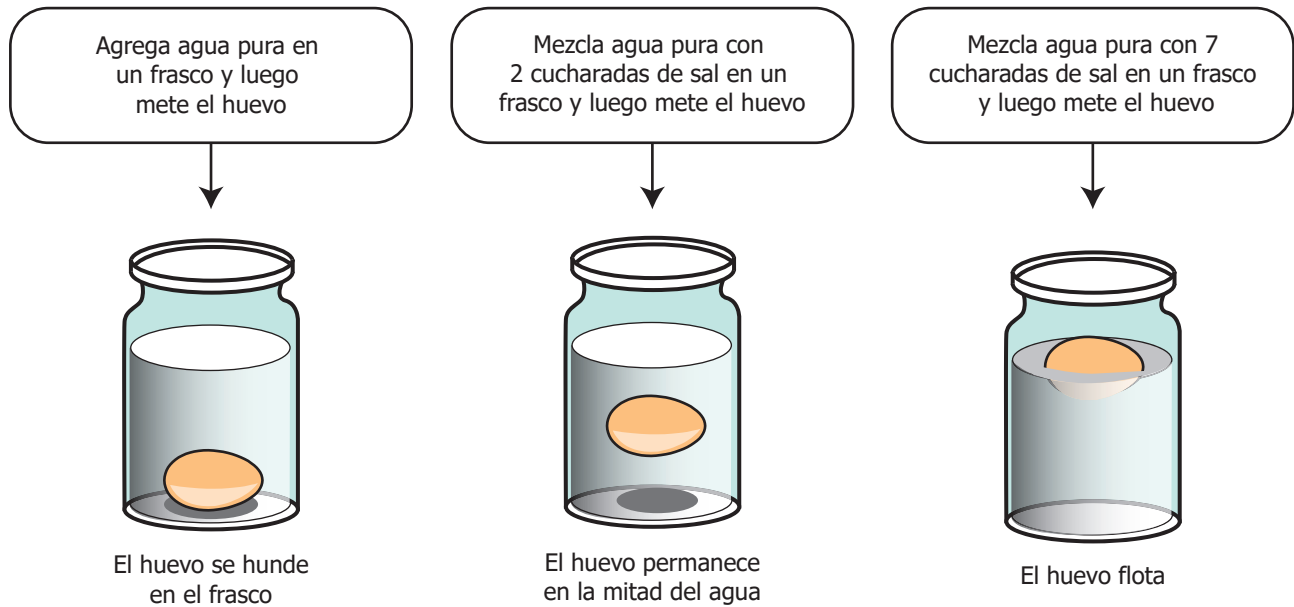 Agrega agua pura en
un frasco y luego
mete el huevo
Mezcla agua pura con
2 cucharadas de sal en un
frasco y luego mete el huevo
Mezcla agua pura con 7
cucharadas de sal en un frasco
y luego mete el huevo
El huevo se hunde
en el frasco
El huevo permanece
en la mitad del agua
El huevo flota